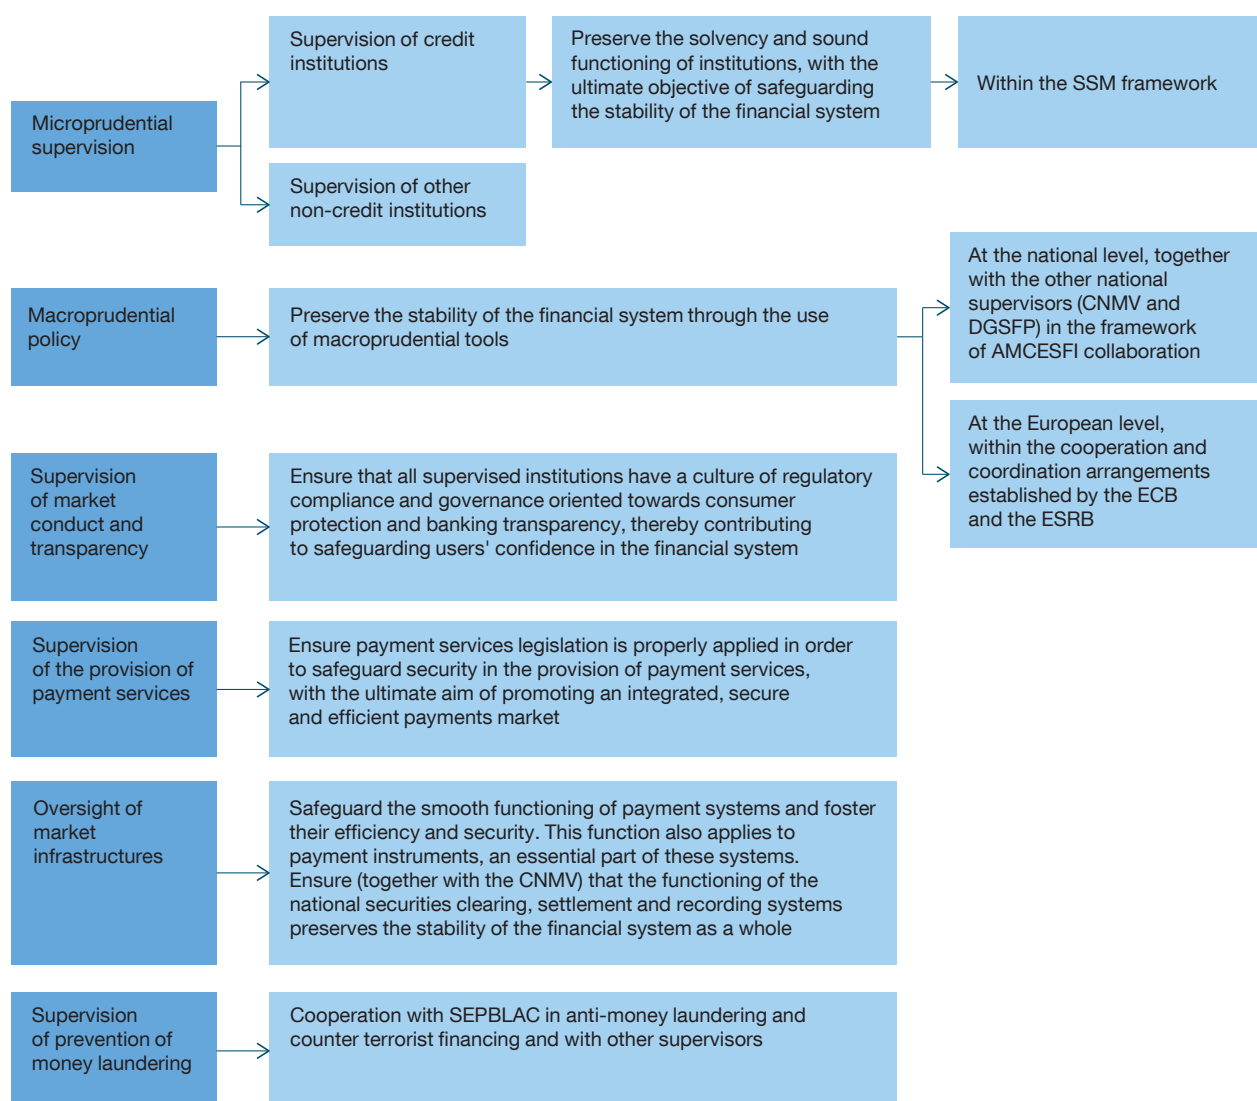 Microprudential
supervision
Supervision of credit
institutions
Preserve the solvency and sound
functioning of institutions, with the
ultimate objective of safeguarding
the stability of the financial system
Within the SSM framework
Supervision of other
non-credit institutions
Macroprudential
policy
Preserve the stability of the financial system through the use
of macroprudential tools
At the national level, together
with the other national
supervisors (CNMV and
DGSFP) in the framework
of AMCESFI collaboration
At the European level,
within the cooperation and
coordination arrangements
established by the ECB
and the ESRB
Supervision
of market
conduct and
transparency
Ensure that all supervised institutions have a culture of regulatory
compliance and governance oriented towards consumer
protection and banking transparency, thereby contributing
to safeguarding users' confidence in the financial system
Supervision
of the provision of
payment services
Ensure payment services legislation is properly applied in order
to safeguard security in the provision of payment services,
with the ultimate aim of promoting an integrated, secure
and efficient payments market
Oversight of
market
infrastructures
Safeguard the smooth functioning of payment systems and foster
their efficiency and security. This function also applies to
payment instruments, an essential part of these systems.
Ensure (together with the CNMV) that the functioning of the
national securities clearing, settlement and recording systems
preserves the stability of the financial system as a whole
Supervision
of prevention of
money laundering
Cooperation with SEPBLAC in anti-money laundering and
counter terrorist financing and with other supervisors